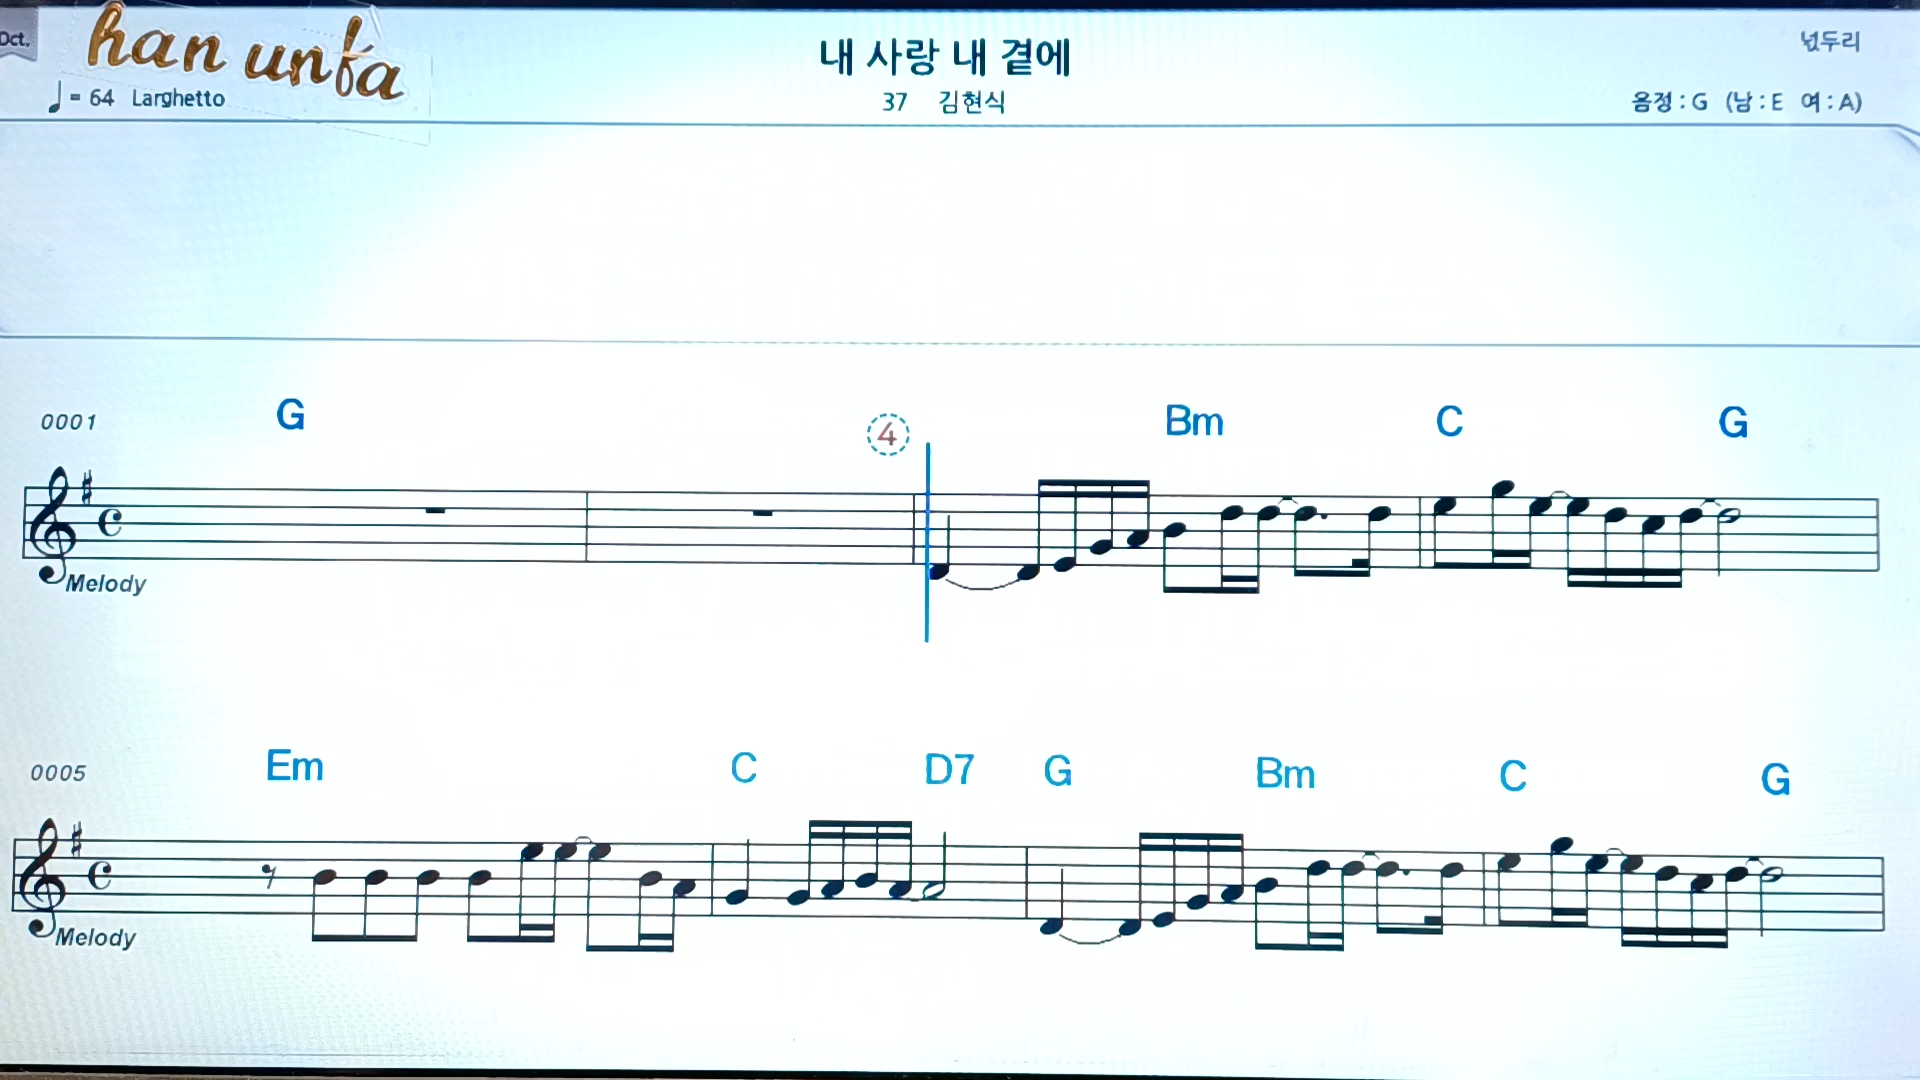 Oct.
han unfa
내 사랑 내 곁에
넋두리
♩ = 64 Larghetto
37 김현식
음정 : G (남 : E 여 : A)
0001 G ④ Bm C G
Melody
0005 Em C D7 G Bm C G
Melody